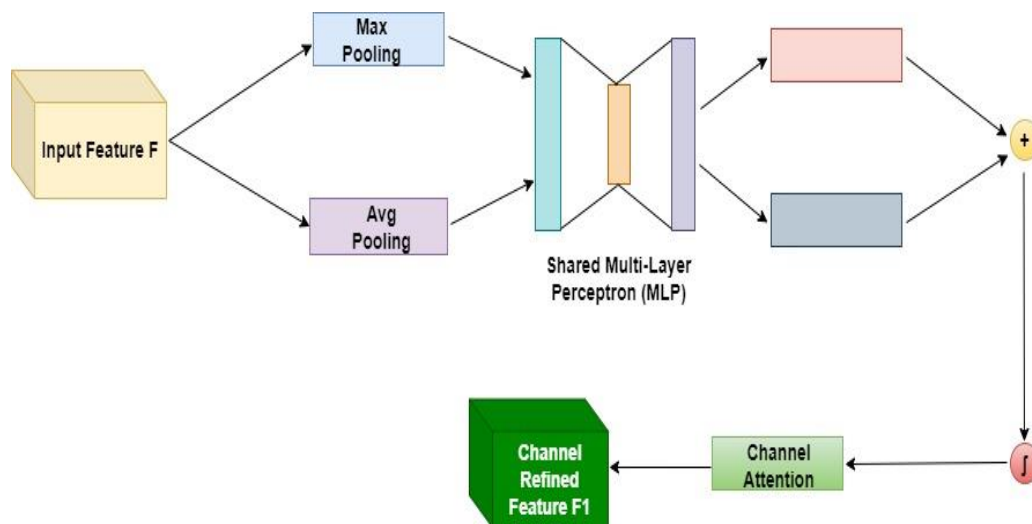 Max
Pooling
Input Feature F
+
Avg
Pooling
Shared Multi-Layer
Perceptron (MLP)
Channel
Refined
Feature F1
Channel
Attention
∫